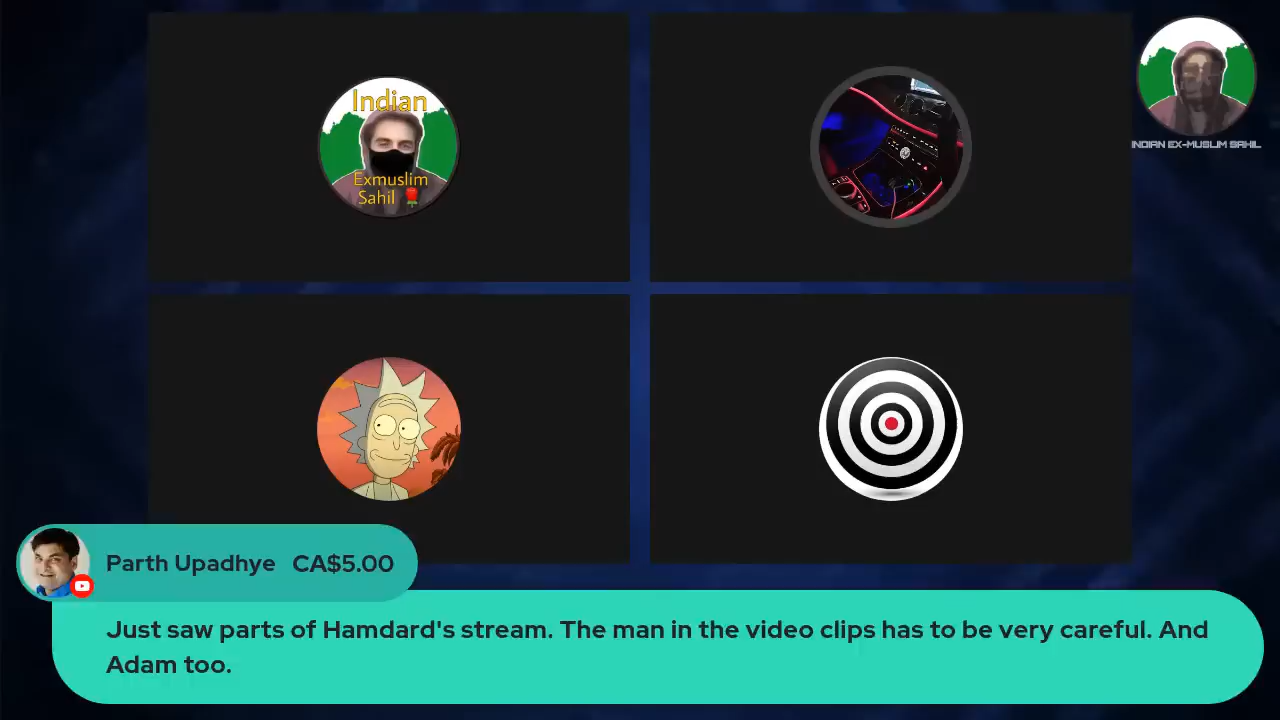 Indian
Exmuslim
Sahil
INDIAN EX-MUSLIM SAHIL
Parth Upadhye CA$5.00
Just saw parts of Hamdard's stream. The man in the video clips has to be very careful. And
Adam too.